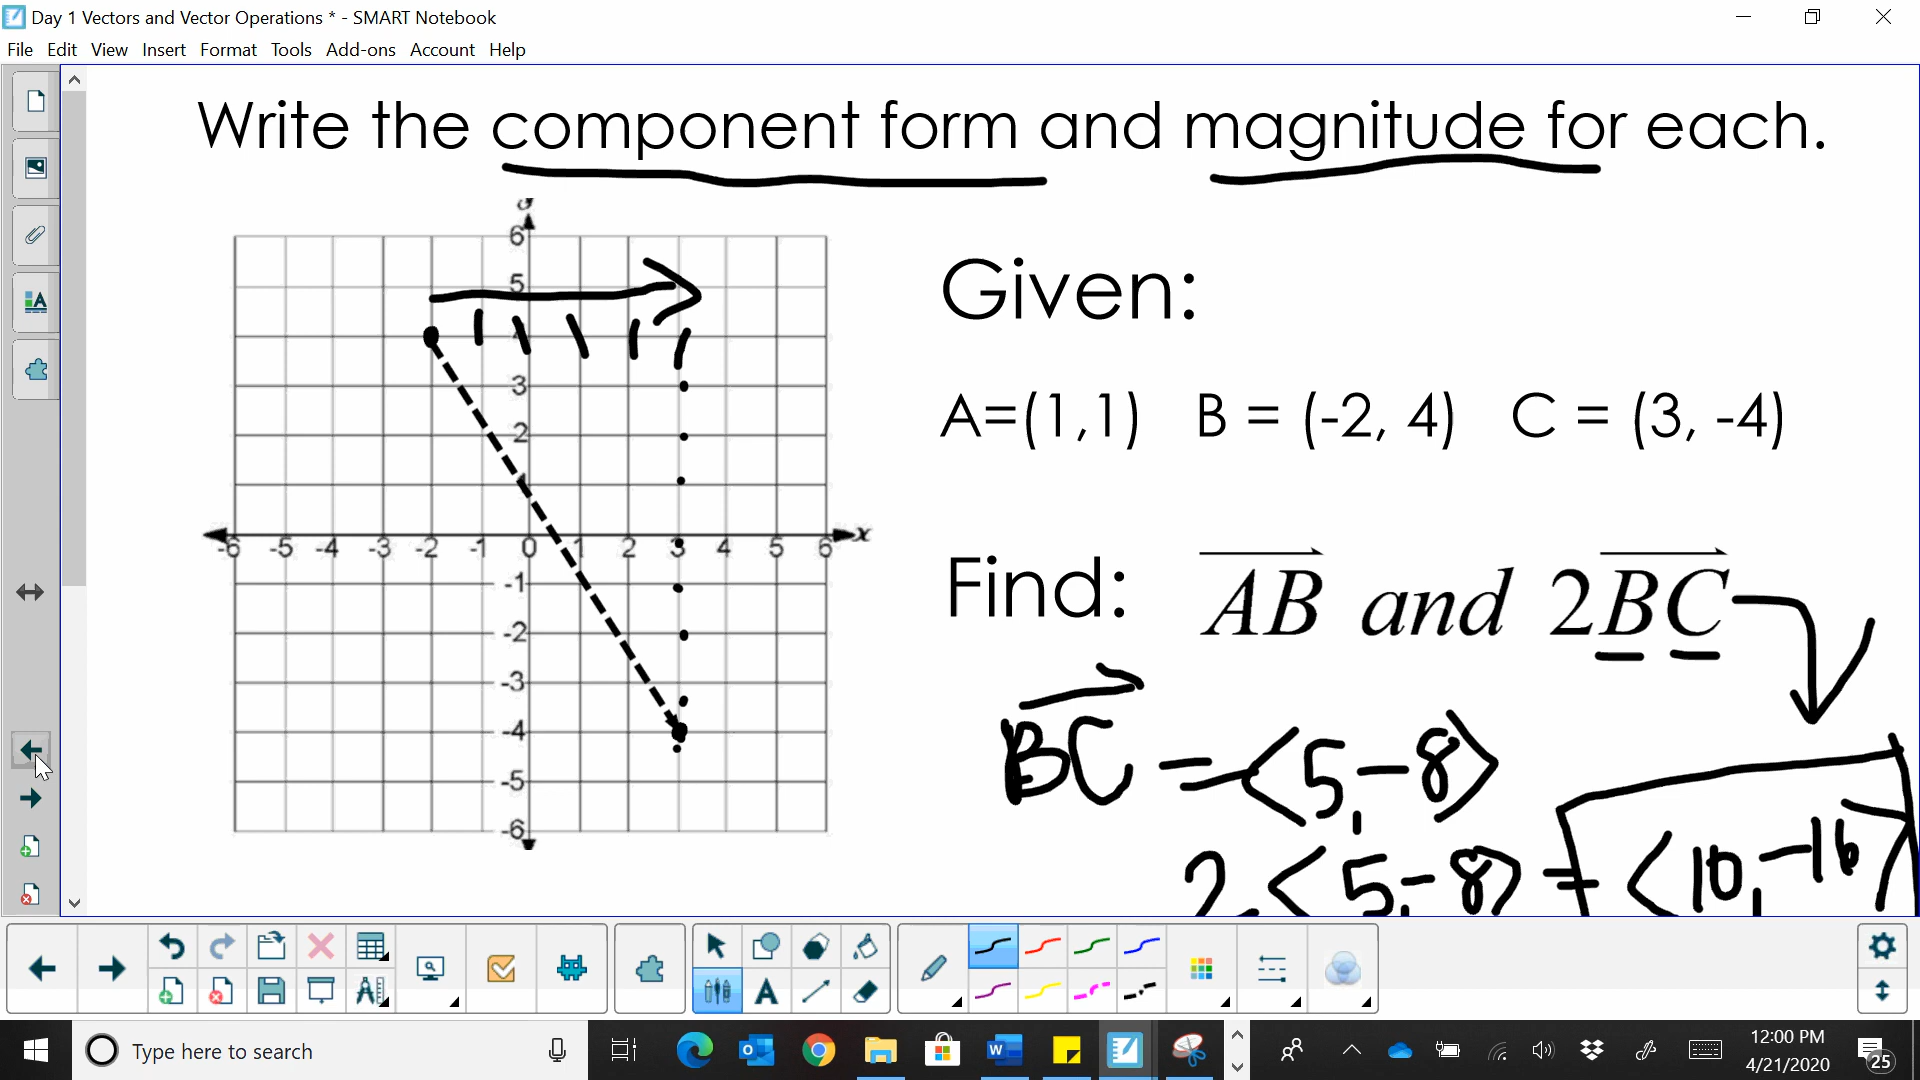 Day 1 Vectors and Vector Operations * - SMART Notebook
File Edit View Insert Format Tools Add-ons Account Help
Write the component form and magnitude for each.
y
6
5
4
3
2
1
-6 -5 -4 -3 -2 -1 0 1 2 3 4 5 6 x
-1
-2
-3
-4
-5
-6
Given:
A=(1,1) B = (-2, 4) C = (3, -4)
Find: AB and 2BC
BC = <5, -8>
2<5, -8> = <10, -16>
Type here to search
12:00 PM
4/21/2020
25